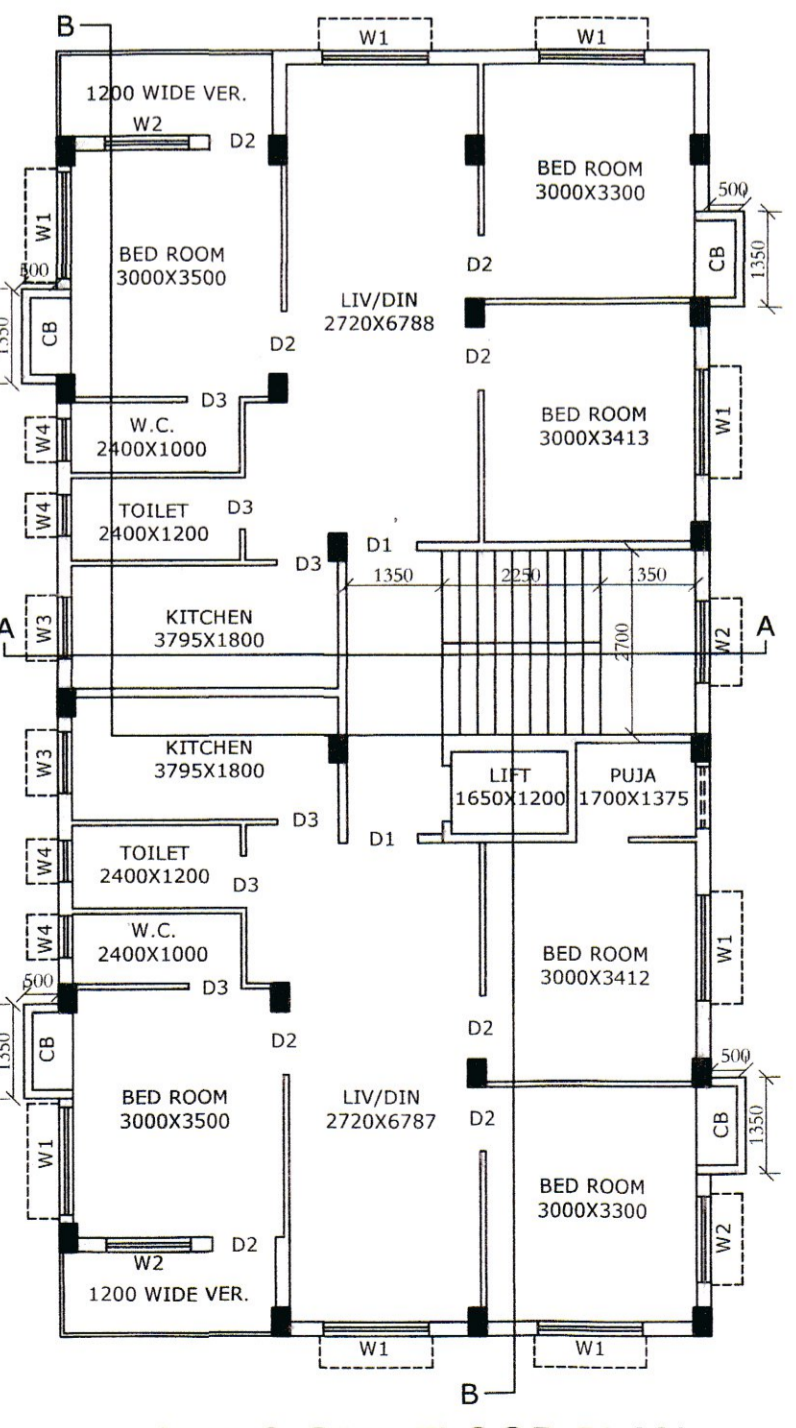 B
W1
W1
1200 WIDE VER.
W2
D2
BED ROOM
3000X3300
500
W1
CB
1350
BED ROOM
3000X3500
D2
LIV/DIN
2720X6788
CB
D2
D2
D3
BED ROOM
3000X3413
W1
W4
W.C.
2400X1000
W4
TOILET
2400X1200
D3
D1
D3
1350
2250
1350
A
W3
KITCHEN
3795X1800
2700
W2
A
W3
KITCHEN
3795X1800
LIFT
1650X1200
PUJA
1700X1375
D3
D1
W4
TOILET
2400X1200
D3
W4
W.C.
2400X1000
BED ROOM
3000X3412
W1
500
D3
D2
D2
500
1350
CB
BED ROOM
3000X3500
LIV/DIN
2720X6787
D2
CB
1350
W1
BED ROOM
3000X3300
W2
D2
W2
1200 WIDE VER.
W1
W1
B